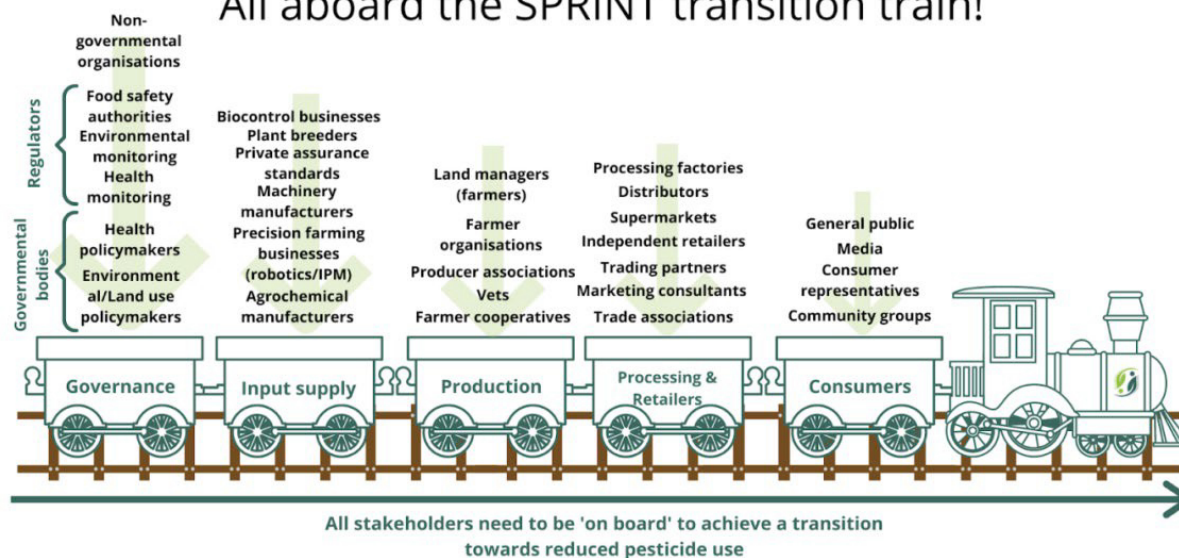 All aboard the SPRINT transition train!
Non-
governmental
organisations
Regulators
Food safety
authorities
Environmental
monitoring
Health
monitoring
Governmental
bodies
Health
policymakers
Environment
al/Land use
policymakers
Biocontrol businesses
Plant breeders
Private assurance
standards
Machinery
manufacturers
Precision farming
businesses
(robotics/IPM)
Agrochemical
manufacturers
Land managers
(farmers)
Farmer
organisations
Producer associations
Vets
Farmer cooperatives
Processing factories
Distributors
Supermarkets
Independent retailers
Trading partners
Marketing consultants
Trade associations
General public
Media
Consumer
representatives
Community groups
Governance
Input supply
Production
Processing &
Retailers
Consumers
All stakeholders need to be 'on board' to achieve a transition
towards reduced pesticide use